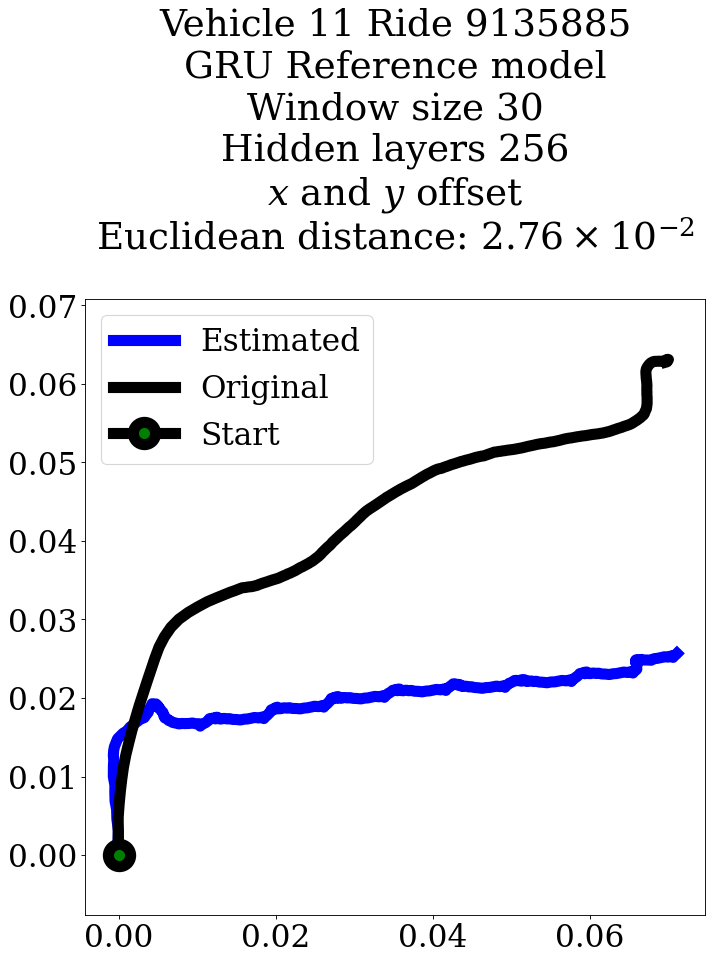 Vehicle 11 Ride 9135885
GRU Reference model
Window size 30
Hidden layers 256
x and y offset
Euclidean distance: 2.76 × 10⁻²
0.07
0.06
0.05
0.04
0.03
0.02
0.01
0.00
Estimated
Original
Start
0.00 0.02 0.04 0.06